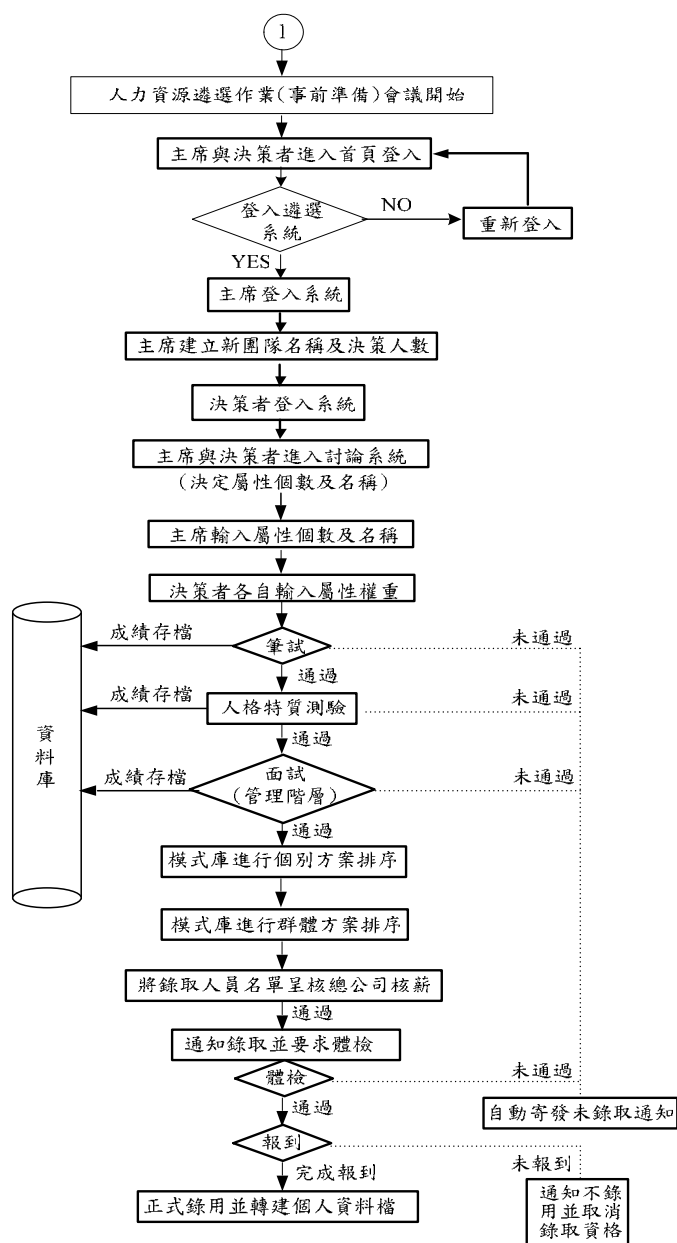 1
人力資源遴選作業(事前準備)會議開始
主席與決策者進入首頁登入
登入遴選
系統
NO
重新登入
YES
主席登入系統
主席建立新團隊名稱及決策人數
決策者登入系統
主席與決策者進入討論系統
(決定屬性個數及名稱)
主席輸入屬性個數及名稱
決策者各自輸入屬性權重
成績存檔
筆試
未通過
通過
成績存檔
人格特質測驗
未通過
通過
資
料
庫
成績存檔
面試
(管理階層)
未通過
通過
模式庫進行個別方案排序
模式庫進行群體方案排序
將錄取人員名單呈核總公司核薪
通過
通知錄取並要求體檢
體檢
未通過
通過
自動寄發未錄取通知
報到
未報到
完成報到
正式錄用並轉建個人資料檔
通知不錄
用並取消
錄取資格